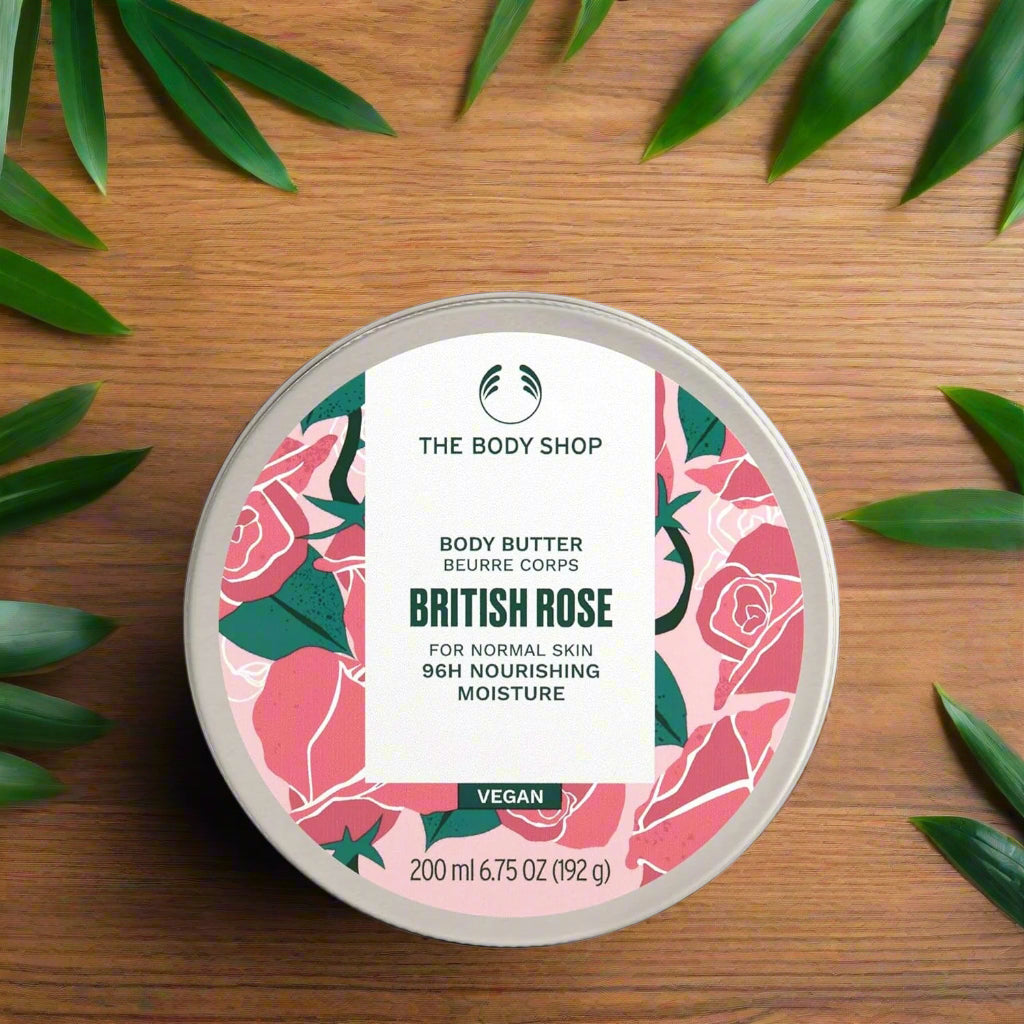 THE BODY SHOP
BODY BUTTER
BEURRE CORPS
BRITISH ROSE
FOR NORMAL SKIN
96H NOURISHING
MOISTURE
VEGAN
200 ml 6.75 OZ (192 g)